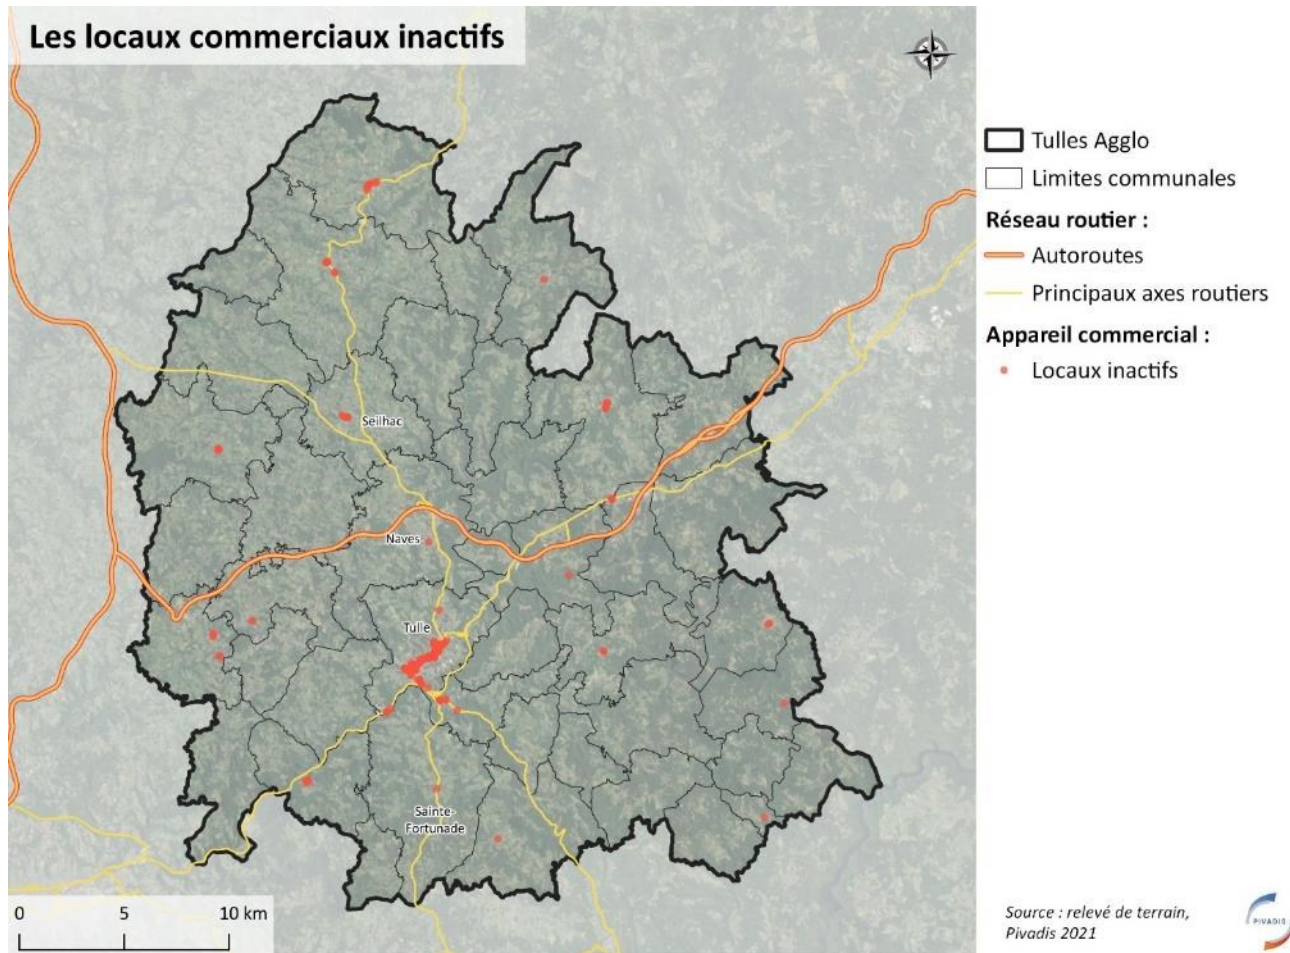 Les locaux commerciaux inactifs
Tulles Agglo
Limites communales
Réseau routier :
Autoroutes
Principaux axes routiers
Appareil commercial :
Locaux inactifs
Seilhac
Naves
Tulle
Sainte-
Fortunade
0 5 10 km
Source : relevé de terrain,
Pivadis 2021
PIVADIS